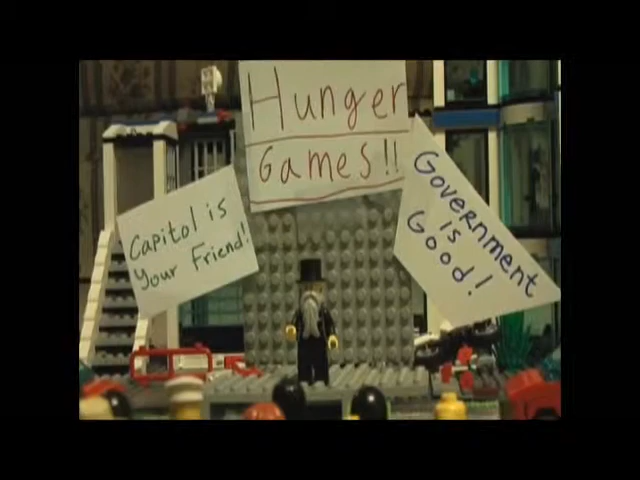 Hunger
Games!!
Capitol is
your Friend!
Government
is
Good!